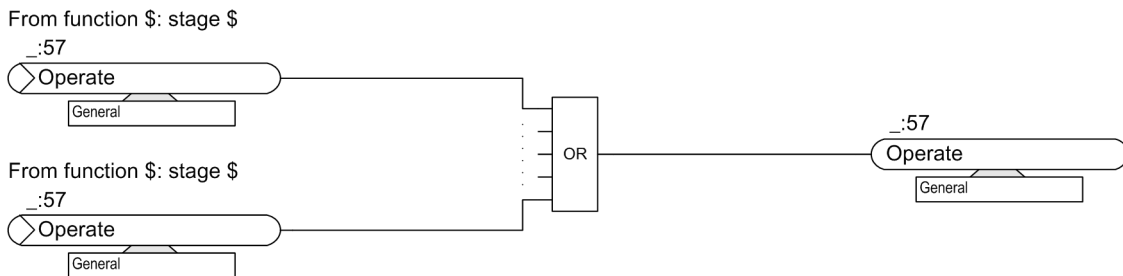 From function $: stage $
_:57
Operate
General
From function $: stage $
_:57
Operate
General
OR
_:57
Operate
General